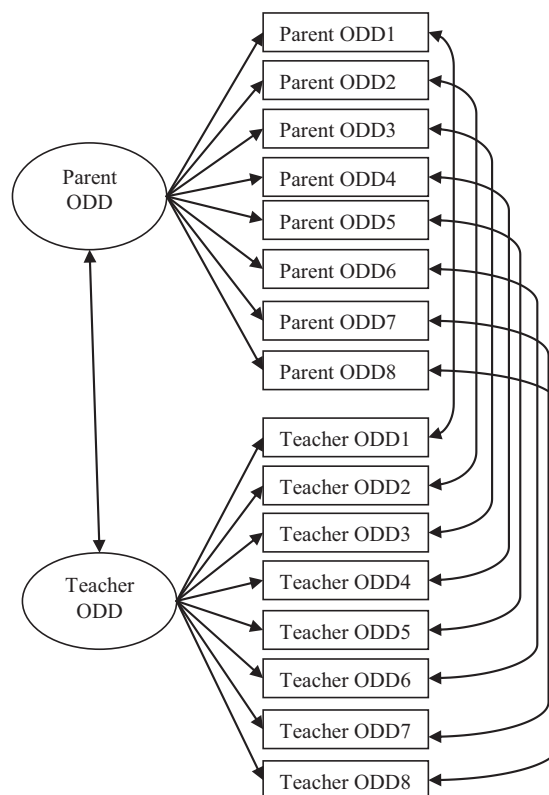 Parent ODD1
Parent ODD2
Parent ODD3
Parent ODD4
Parent ODD5
Parent ODD6
Parent ODD7
Parent ODD8
Parent
ODD
Teacher ODD1
Teacher ODD2
Teacher ODD3
Teacher ODD4
Teacher ODD5
Teacher ODD6
Teacher ODD7
Teacher ODD8
Teacher
ODD